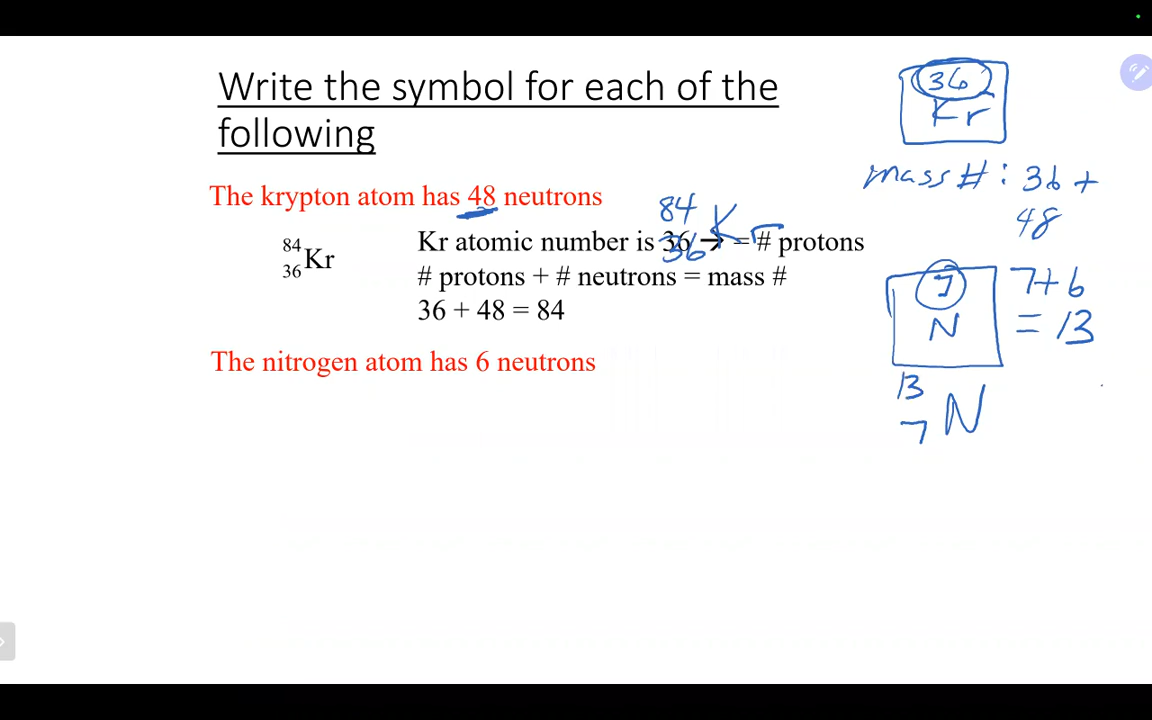 Write the symbol for each of the
following
36
Kr
mass # : 36 +
48
The krypton atom has 48 neutrons
84
36 Kr
84
36 Kr
Kr atomic number is 36 → = # protons
# protons + # neutrons = mass #
36 + 48 = 84
7
N
7+6
= 13
The nitrogen atom has 6 neutrons
13
7 N